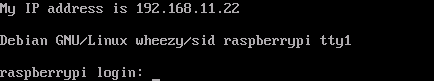 My IP address is 192.168.11.22
Debian GNU/Linux wheezy/sid raspberrypi tty1
raspberrypi login: _